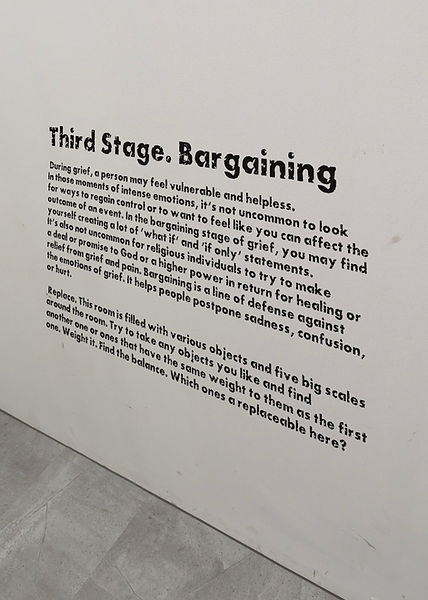 Third Stage. Bargaining
During grief, a person may feel vulnerable and helpless.
In those moments of intense emotions, it's not uncommon to look
for ways to regain control or to want to feel like you can affect the
outcome of an event. In the bargaining stage of grief, you may find
yourself creating a lot of 'what if' and 'if only' statements.
It's also not uncommon for religious individuals to try to make
a deal or promise to God or a higher power in return for healing or
relief from grief and pain. Bargaining is a line of defense against
the emotions of grief. It helps people postpone sadness, confusion,
or hurt.
Replace. This room is filled with various objects and five big scales
around the room. Try to take any objects you like and find
another one or ones that have the same weight to them as the first
one. Weight it. Find the balance. Which ones a replaceable here?